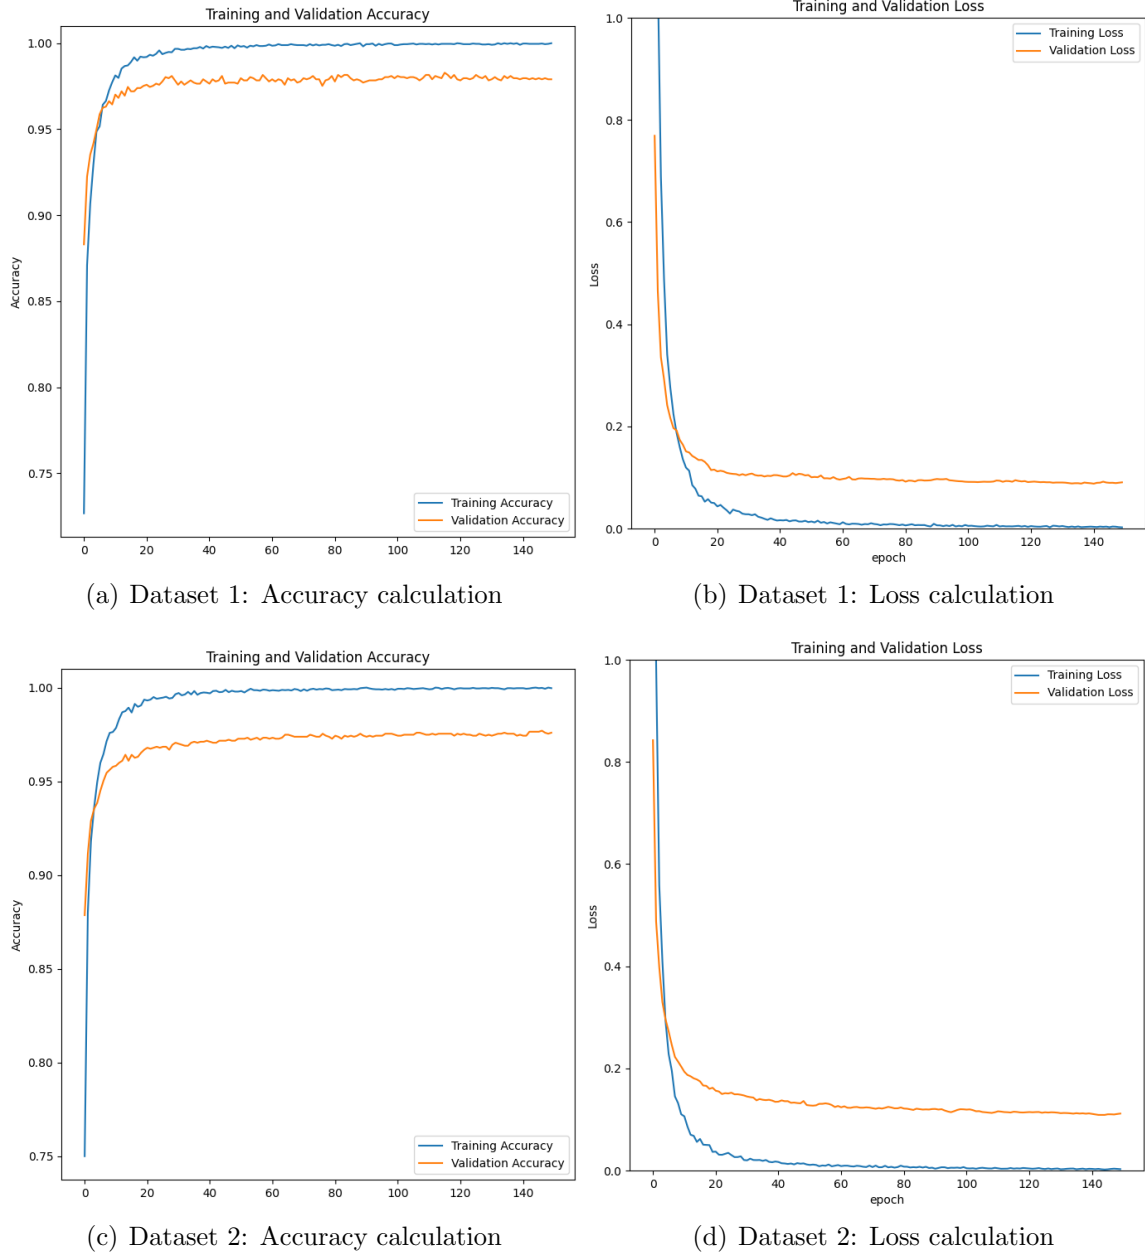 Training and Validation Accuracy
Accuracy
1.00
0.95
0.90
0.85
0.80
0.75
Training Accuracy
Validation Accuracy
0 20 40 60 80 100 120 140
(a) Dataset 1: Accuracy calculation
Training and Validation Loss
Loss
1.0
0.8
0.6
0.4
0.2
0.0
Training Loss
Validation Loss
0 20 40 60 80 100 120 140
epoch
(b) Dataset 1: Loss calculation
Training and Validation Accuracy
Accuracy
1.00
0.95
0.90
0.85
0.80
0.75
Training Accuracy
Validation Accuracy
0 20 40 60 80 100 120 140
(c) Dataset 2: Accuracy calculation
Training and Validation Loss
Loss
1.0
0.8
0.6
0.4
0.2
0.0
Training Loss
Validation Loss
0 20 40 60 80 100 120 140
epoch
(d) Dataset 2: Loss calculation